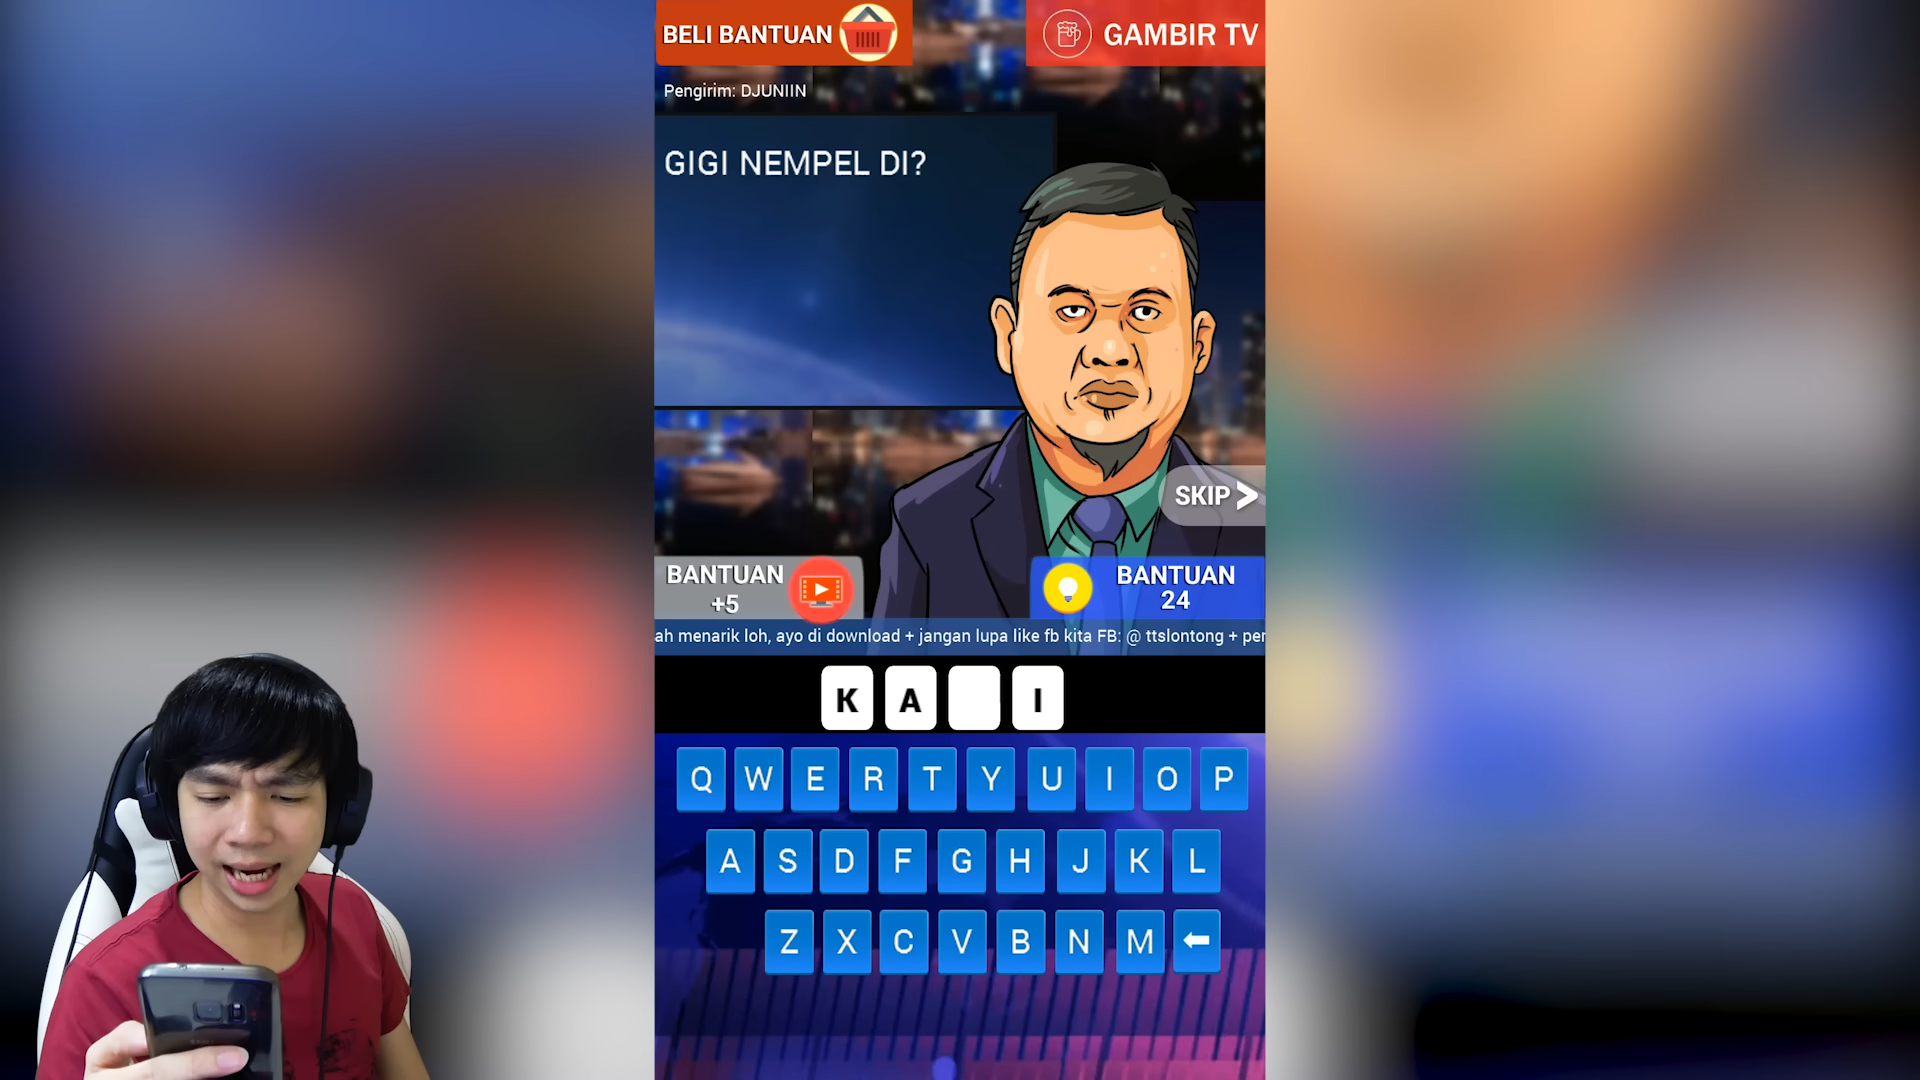 BELI BANTUAN
GAMBIR TV
Pengirim: DJUNIIN
GIGI NEMPEL DI?
SKIP
BANTUAN
+5
BANTUAN
24
ah menarik loh, ayo di download + jangan lupa like fb kita FB: @ ttslontong + per
K A I
Q W E R T Y U I O P
A S D F G H J K L
Z X C V B N M